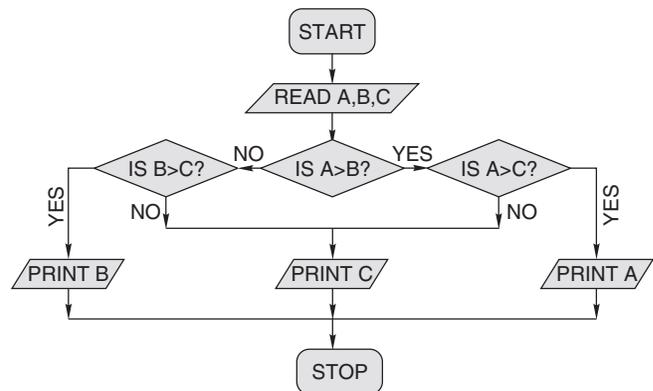 START
READ A,B,C
NO
YES
IS B>C?
IS A>B?
IS A>C?
YES
NO
NO
YES
PRINT B
PRINT C
PRINT A
STOP